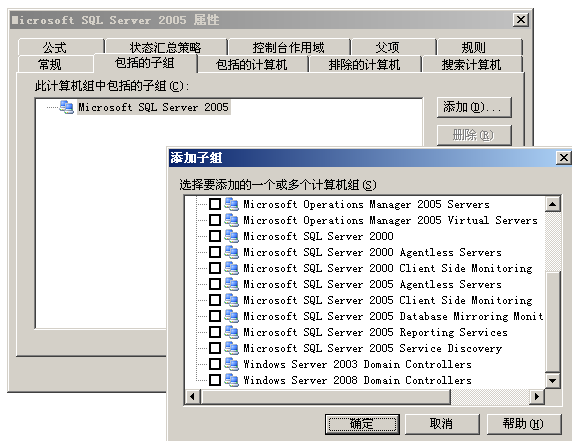 Microsoft SQL Server 2005 属性
公式 状态汇总策略 控制台作用域 父项 规则
常规 包括的子组 包括的计算机 排除的计算机 搜索计算机
此计算机组中包括的子组(C):
Microsoft SQL Server 2005
添加(D)...
删除(R)
添加子组
选择要添加的一个或多个计算机组(S)
Microsoft Operations Manager 2005 Servers
Microsoft Operations Manager 2005 Virtual Servers
Microsoft SQL Server 2000
Microsoft SQL Server 2000 Agentless Servers
Microsoft SQL Server 2000 Client Side Monitoring
Microsoft SQL Server 2005 Agentless Servers
Microsoft SQL Server 2005 Client Side Monitoring
Microsoft SQL Server 2005 Database Mirroring Monit
Microsoft SQL Server 2005 Reporting Services
Microsoft SQL Server 2005 Service Discovery
Windows Server 2003 Domain Controllers
Windows Server 2008 Domain Controllers
确定 取消 帮助(H)